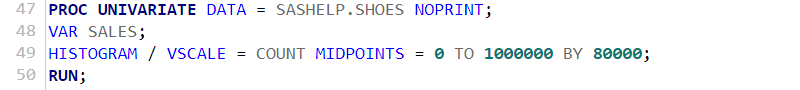 47 PROC UNIVARIATE DATA = SASHELP.SHOES NOPRINT;
48 VAR SALES;
49 HISTOGRAM / VSCALE = COUNT MIDPOINTS = 0 TO 1000000 BY 80000;
50 RUN;